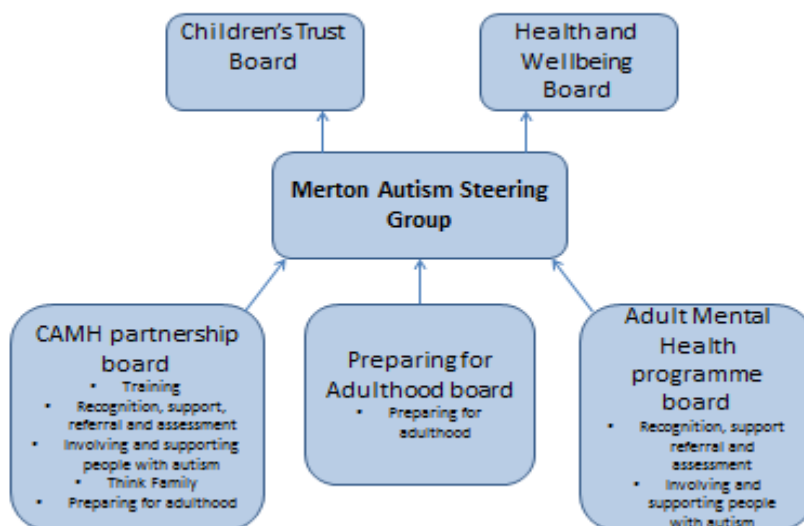 Children's Trust
Board
Health and
Wellbeing
Board
Merton Autism Steering
Group
CAMH partnership
board
• Training
• Recognition, support,
referral and assessment
• Involving and supporting
people with autism
• Think Family
• Preparing for adulthood
Preparing for
Adulthood board
• Preparing for
adulthood
Adult Mental
Health
programme
board
• Recognition, support
referral and
assessment
• Involving and
supporting people
with autism